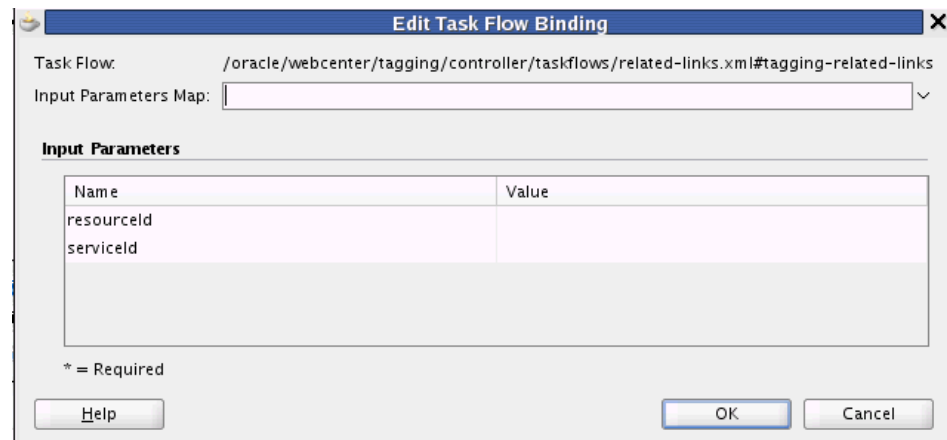 Edit Task Flow Binding
Task Flow: /oracle/webcenter/tagging/controller/taskflows/related-links.xml#tagging-related-links
Input Parameters Map:
Input Parameters
Name Value
resourceId
serviceId
* = Required
Help OK Cancel